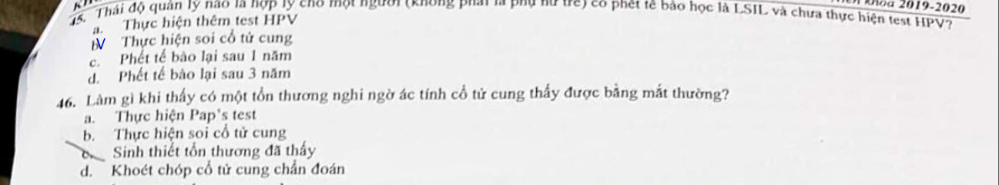 khoa 2019-2020
45. Thái độ quản lý nào là hợp lý cho một người (không phải là phụ nữ trẻ) có phết tế bào học là LSIL và chưa thực hiện test HPV?
a. Thực hiện thêm test HPV
b V Thực hiện soi cổ tử cung
c. Phết tế bào lại sau 1 năm
d. Phết tế bào lại sau 3 năm
46. Làm gì khi thấy có một tổn thương nghi ngờ ác tính cổ tử cung thấy được bằng mắt thường?
a. Thực hiện Pap's test
b. Thực hiện soi cổ tử cung
c. Sinh thiết tổn thương đã thấy
d. Khoét chóp cổ tử cung chẩn đoán